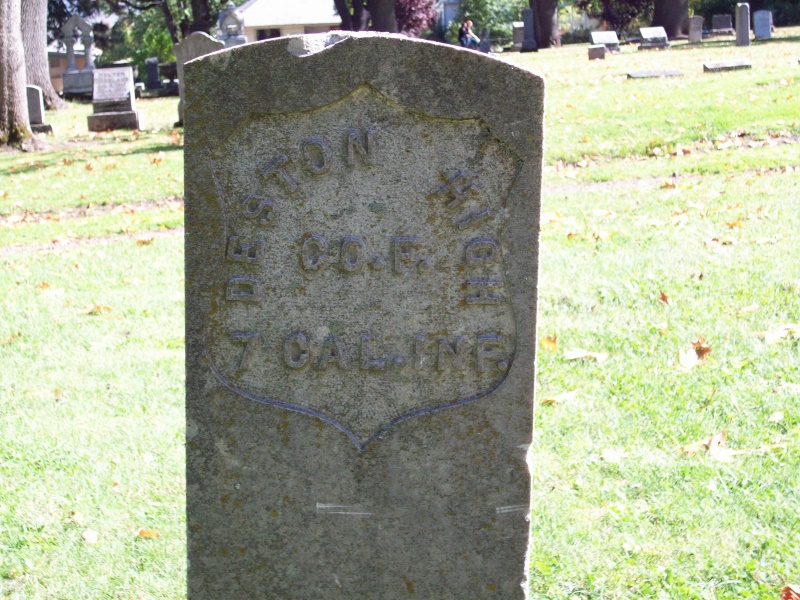 DESTON HIGH
CO. F.
7 CAL. INF.